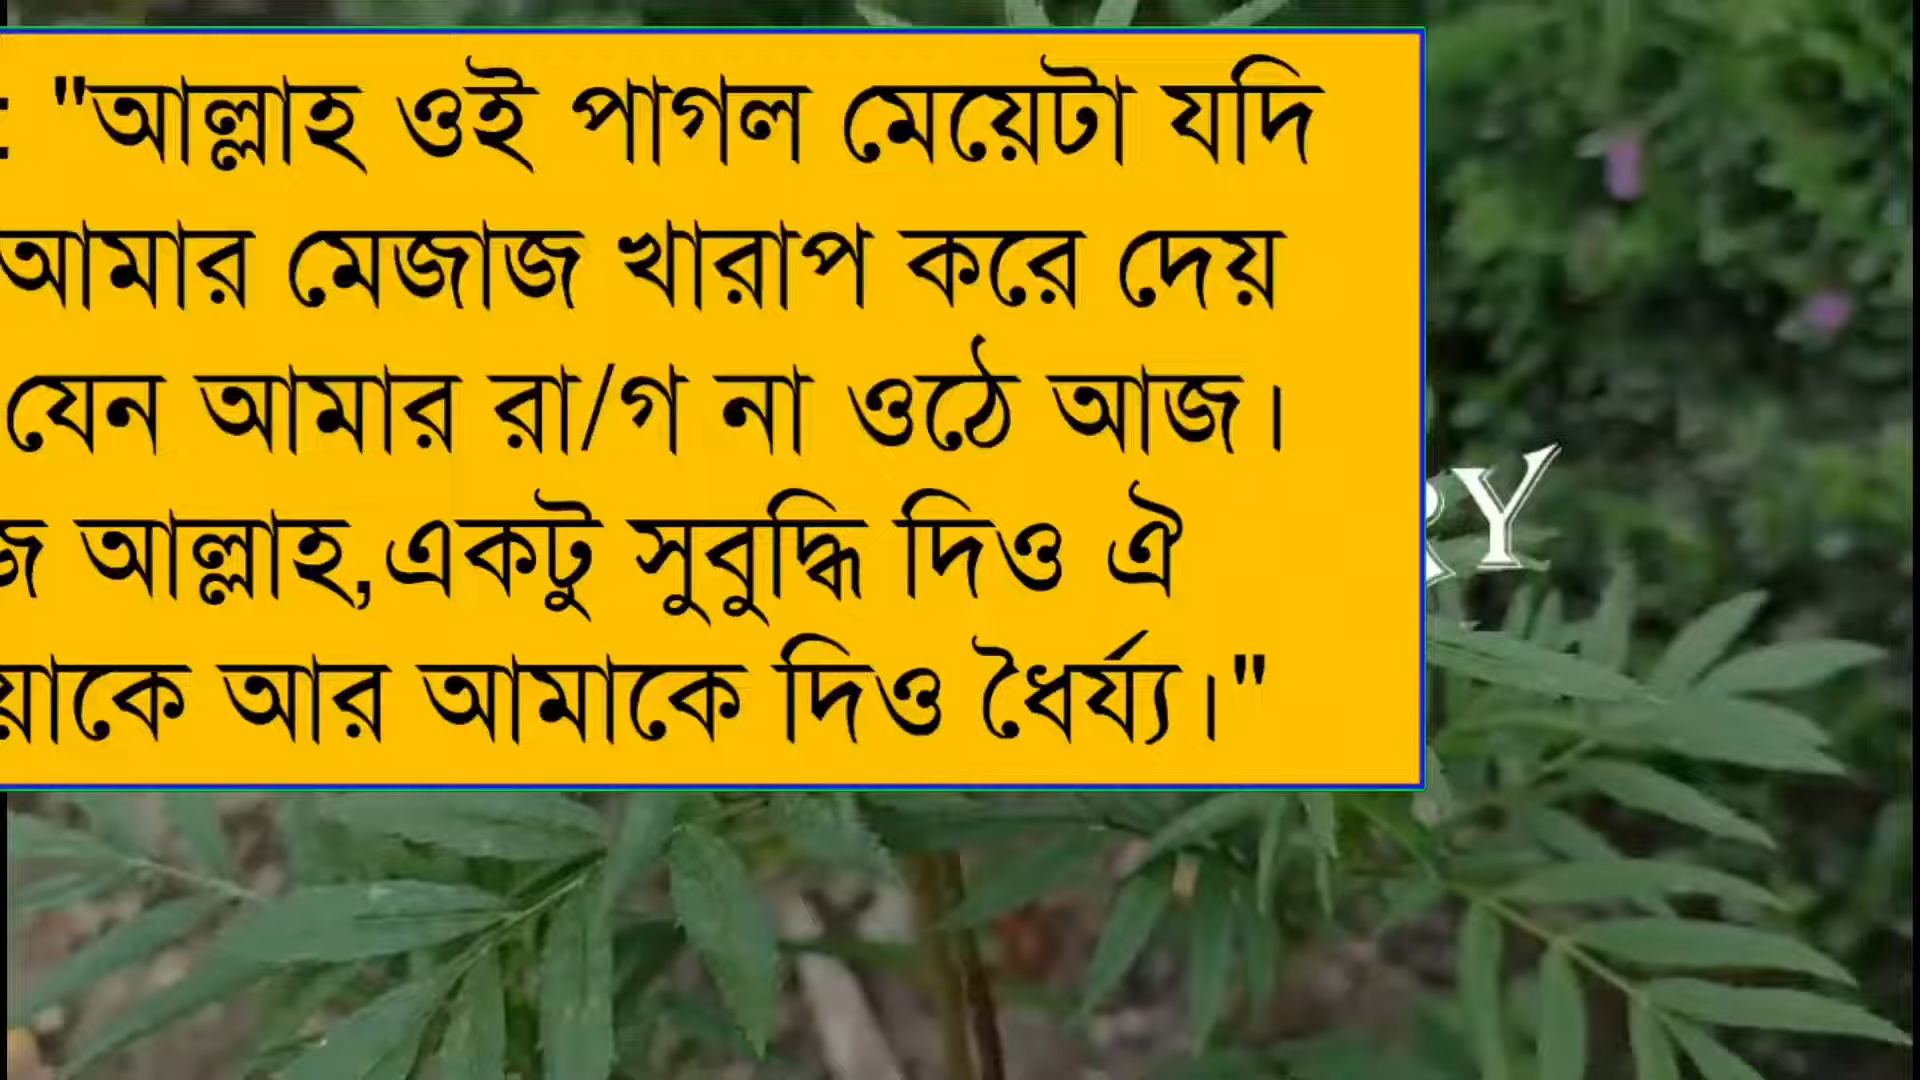 : "আল্লাহ ওই পাগল মেয়েটা যদি
আমার মেজাজ খারাপ করে দেয়
যেন আমার রা/গ না ওঠে আজ।
আল্লাহ,একটু সুবুদ্ধি দিও ঐ
আর আমাকে দিও ধৈর্য্য।"